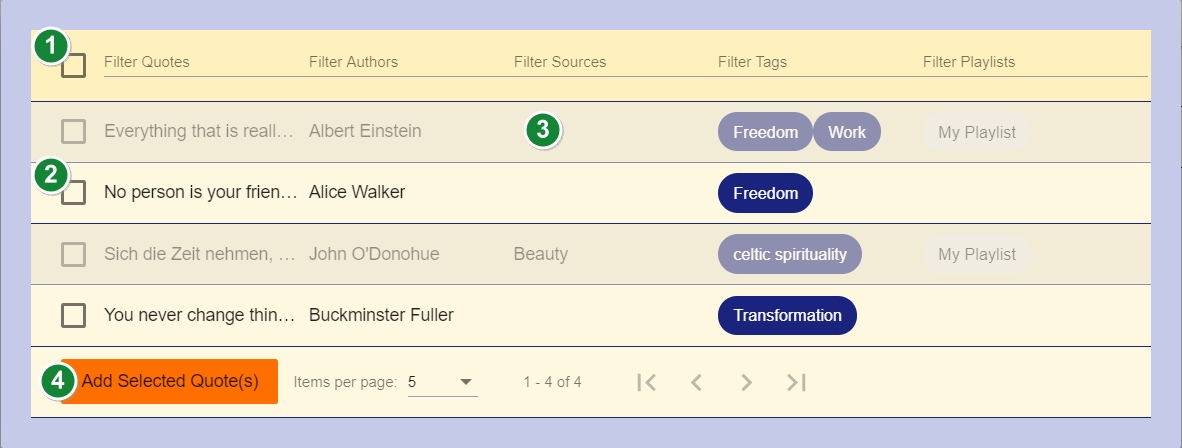 1 Filter Quotes Filter Authors Filter Sources Filter Tags Filter Playlists
Everything that is reall… Albert Einstein 3 Freedom Work My Playlist
2 No person is your frien… Alice Walker Freedom
Sich die Zeit nehmen, … John O'Donohue Beauty celtic spirituality My Playlist
You never change thin… Buckminster Fuller Transformation
4 Add Selected Quote(s) Items per page: 5 1 - 4 of 4